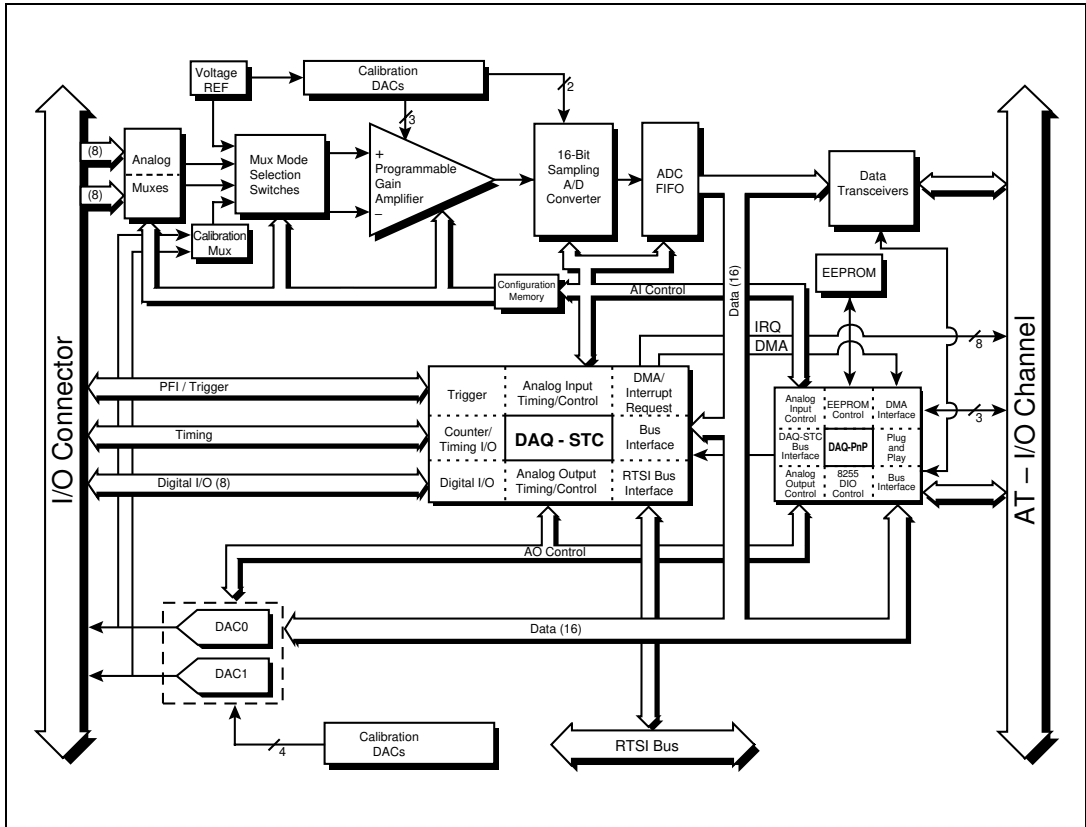 Voltage
REF
Calibration
DACs
2
3
(8)
(8)
Analog
Muxes
Mux Mode
Selection
Switches
+
Programmable
Gain
Amplifier
–
16-Bit
Sampling
A/D
Converter
ADC
FIFO
Data
Transceivers
Calibration
Mux
Configuration
Memory
AI Control
Data (16)
EEPROM
IRQ
DMA
8
I/O Connector
AT – I/O Channel
PFI / Trigger
Timing
Digital I/O (8)
Trigger
Analog Input
Timing/Control
DMA/
Interrupt
Request
Counter/
Timing I/O
DAQ - STC
Bus
Interface
Digital I/O
Analog Output
Timing/Control
RTSI Bus
Interface
Analog
Input
Control
EEPROM
Control
DMA
Interface
DAQ-STC
Bus
Interface
DAQ-PnP
Plug
and
Play
Analog
Output
Control
8255
DIO
Control
Bus
Interface
3
AO Control
DAC0
Data (16)
DAC1
Calibration
DACs
4
RTSI Bus